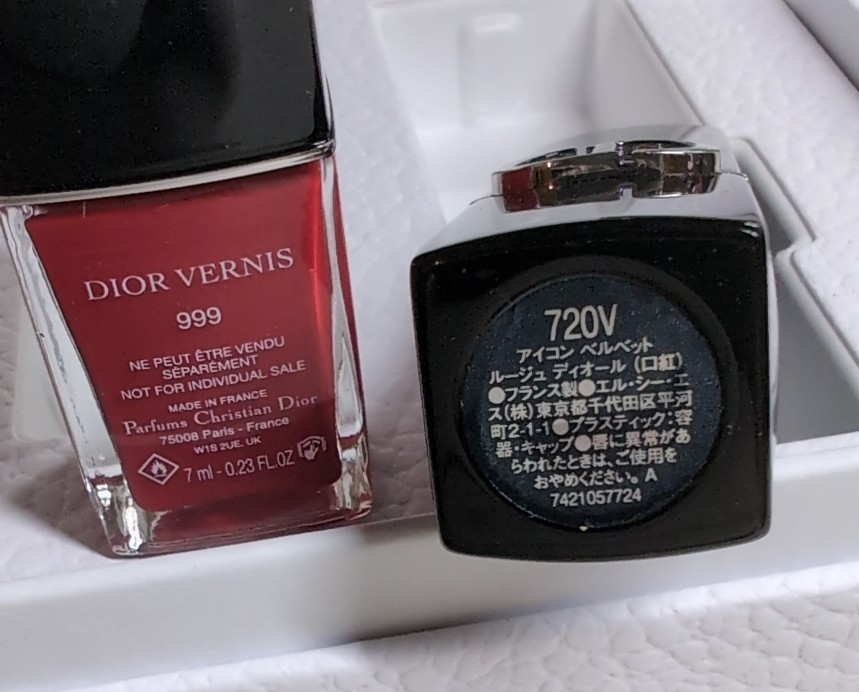 DIOR VERNIS
999
NE PEUT ÊTRE VENDU
SÉPARÉMENT
NOT FOR INDIVIDUAL SALE
MADE IN FRANCE
Parfums Christian Dior
75008 Paris - France
W1S 2UE, UK
7 ml - 0.23 FL.OZ
720V
アイコン ベルベット
ルージュ ディオール (口紅)
●フランス製●エル・シー・エ
ス(株)東京都千代田区平河
町2-1-1●プラスティック:容
器・キャップ●唇に異常があ
らわれたときは、ご使用を
おやめください。A
7421057724